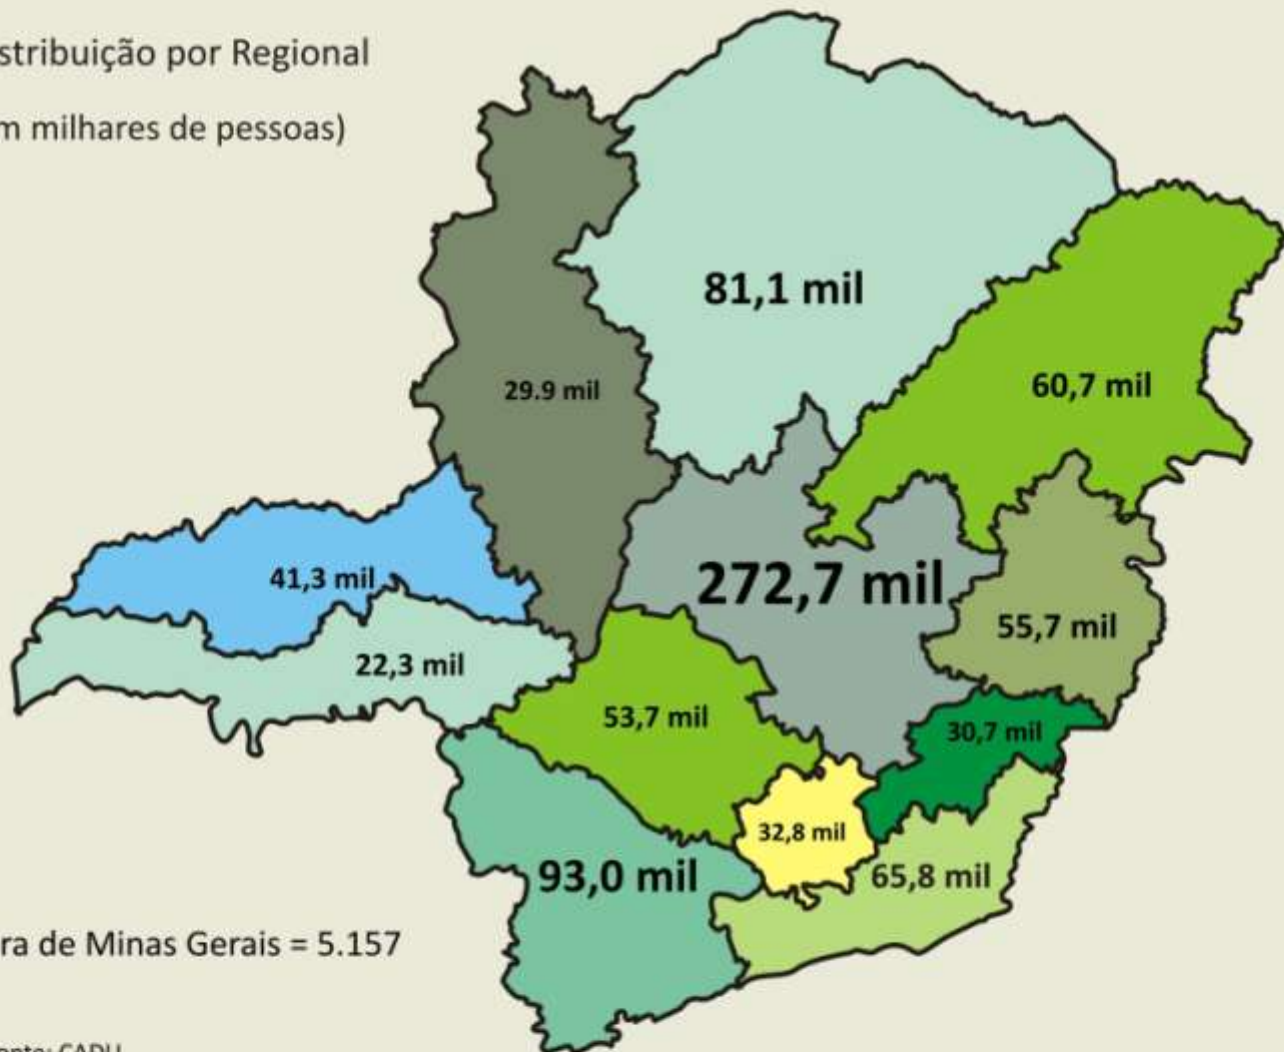 stribuição por Regional
m milhares de pessoas)
81,1 mil
29.9 mil
60,7 mil
41,3 mil
272,7 mil
55,7 mil
22,3 mil
53,7 mil
30,7 mil
32,8 mil
93,0 mil
65,8 mil
ra de Minas Gerais = 5.157
onte: CADU